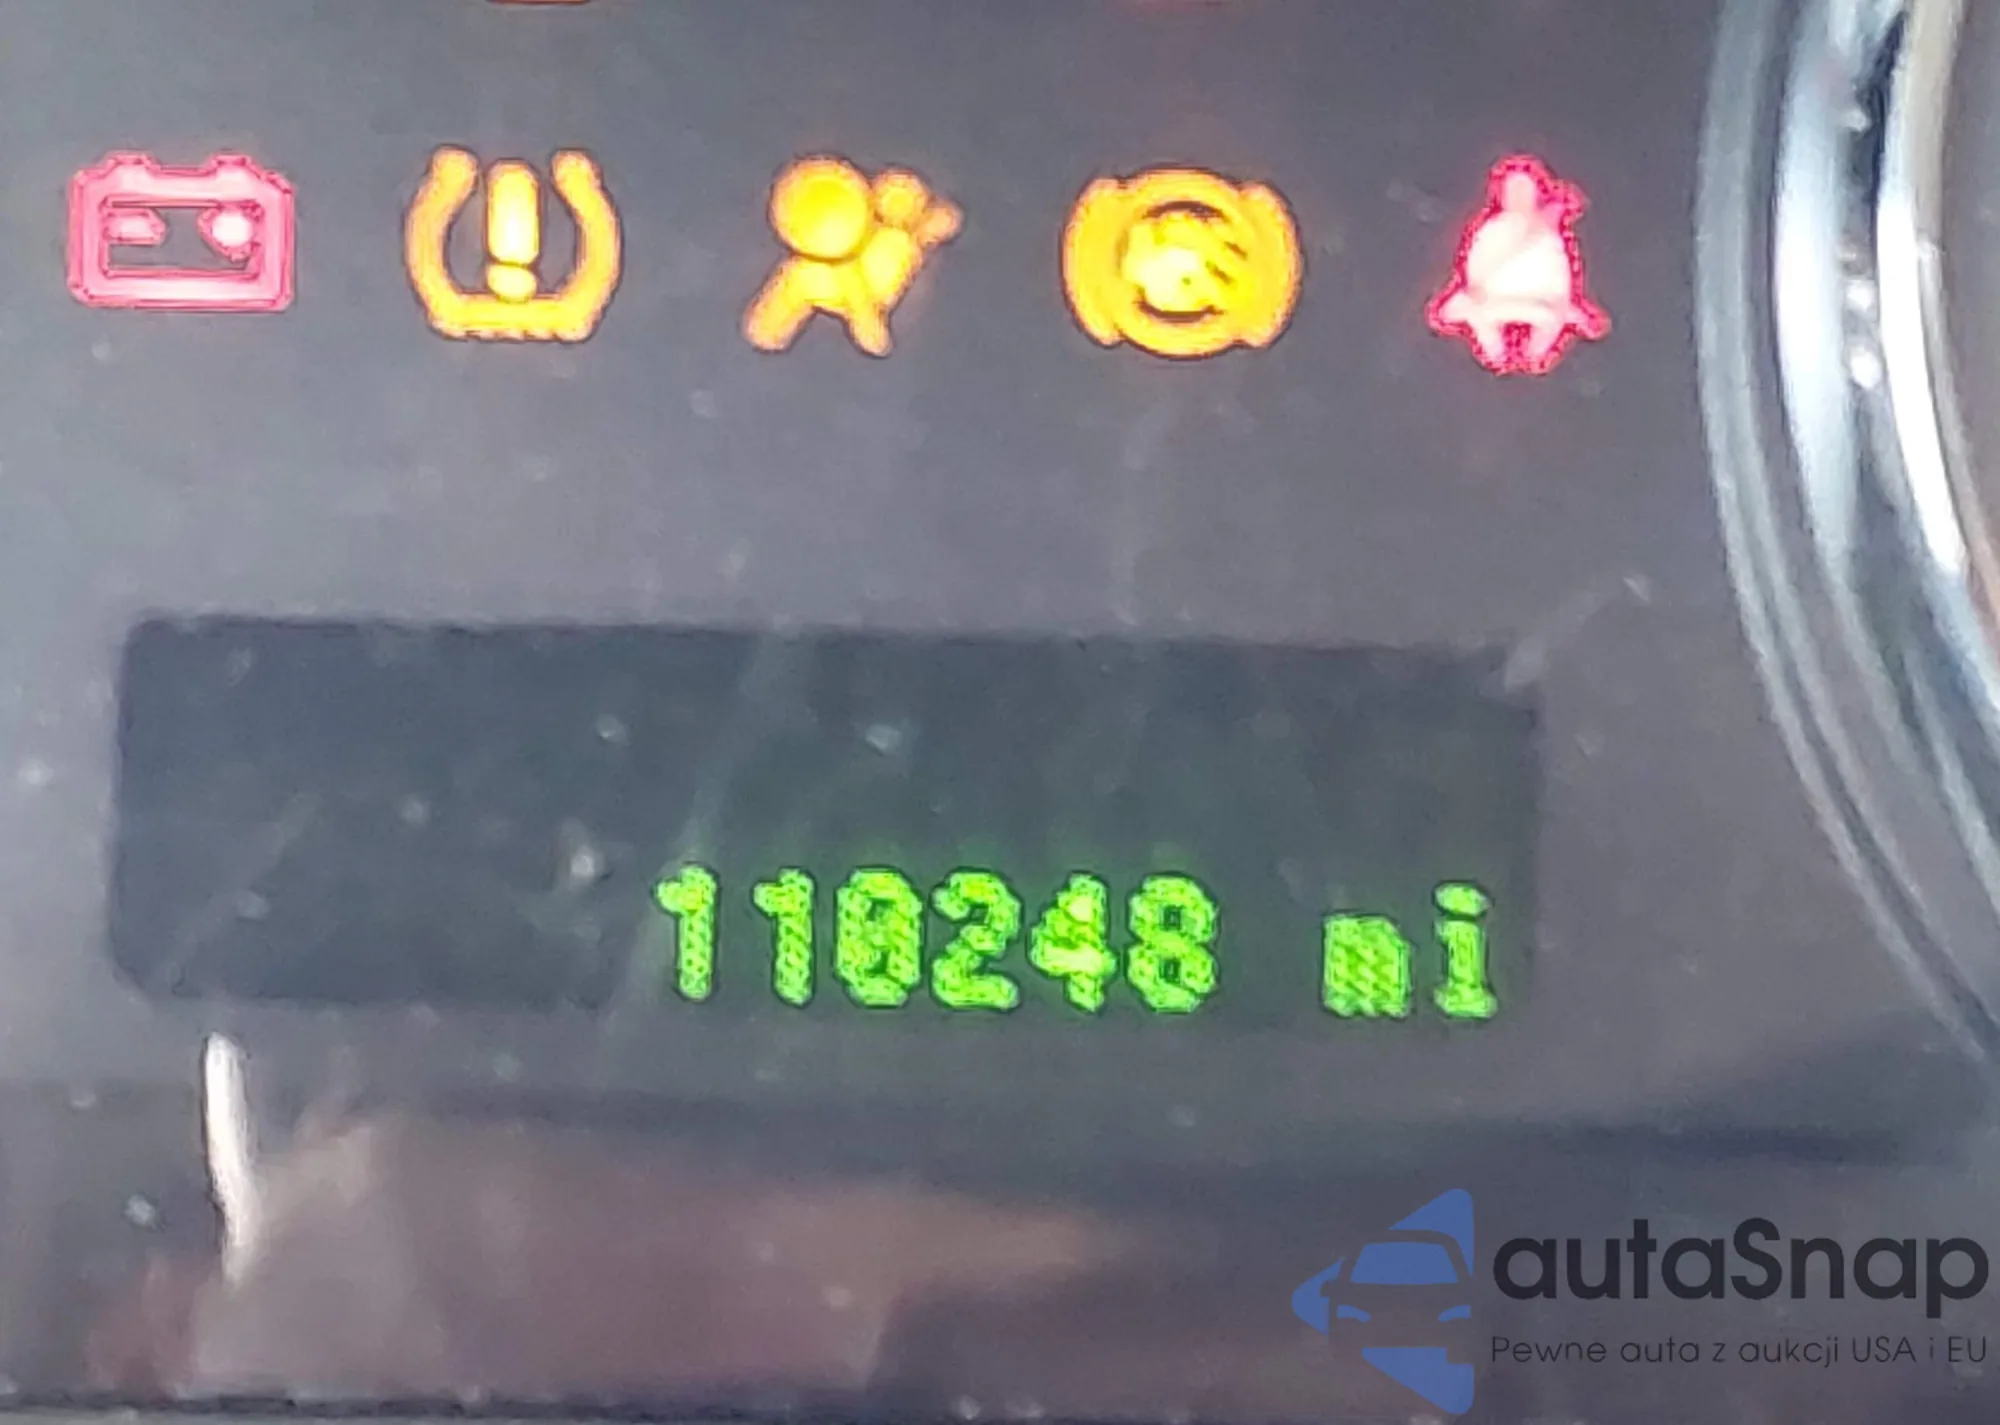 110248 mi
autaSnap
Pewne auta z aukcji USA i EU